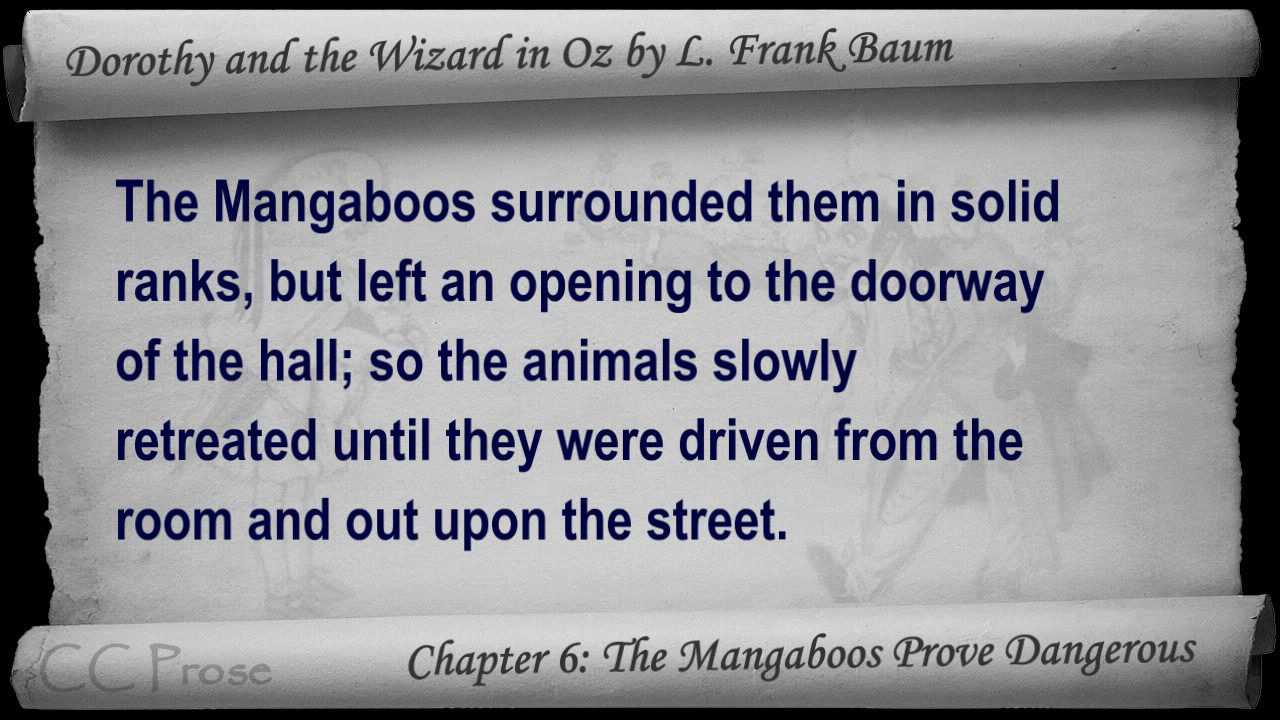 Dorothy and the Wizard in Oz by L. Frank Baum
The Mangaboos surrounded them in solid
ranks, but left an opening to the doorway
of the hall; so the animals slowly
retreated until they were driven from the
room and out upon the street.
CC Prose
Chapter 6: The Mangaboos Prove Dangerous